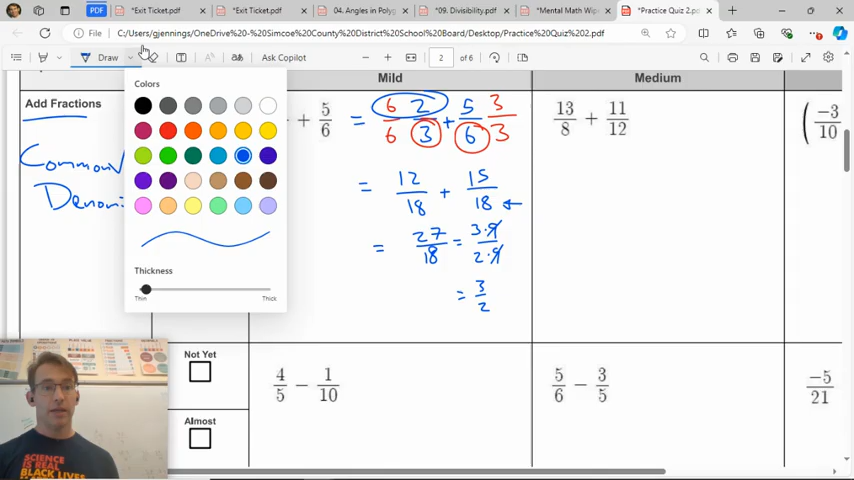 PDF
*Exit Ticket.pdf
*Exit Ticket.pdf
04. Angles in Polyg
*09. Divisibility.pdf
*Mental Math Wip
*Practice Quiz 2.p
File
C:/Users/gjennings/OneDrive%20-%20Simcoe%20County%20District%20School%20Board/Desktop/Practice%20Quiz%202.pdf
Draw
Ask Copilot
2 of 6
Mild
Medium
Colors
Thickness
Thin
Thick
Add Fractions
Common
Denomi
+ 5/6
= 6 2/6 3 + 5 3/6 3
= 12/18 + 15/18 ←
= 27/18 = 3·9/2·9
= 3/2
13/8 + 11/12
(-3/10
Not Yet
Almost
4/5 − 1/10
5/6 − 3/5
-5/21
SCIENCE IS
REAL
BLACK LIVES